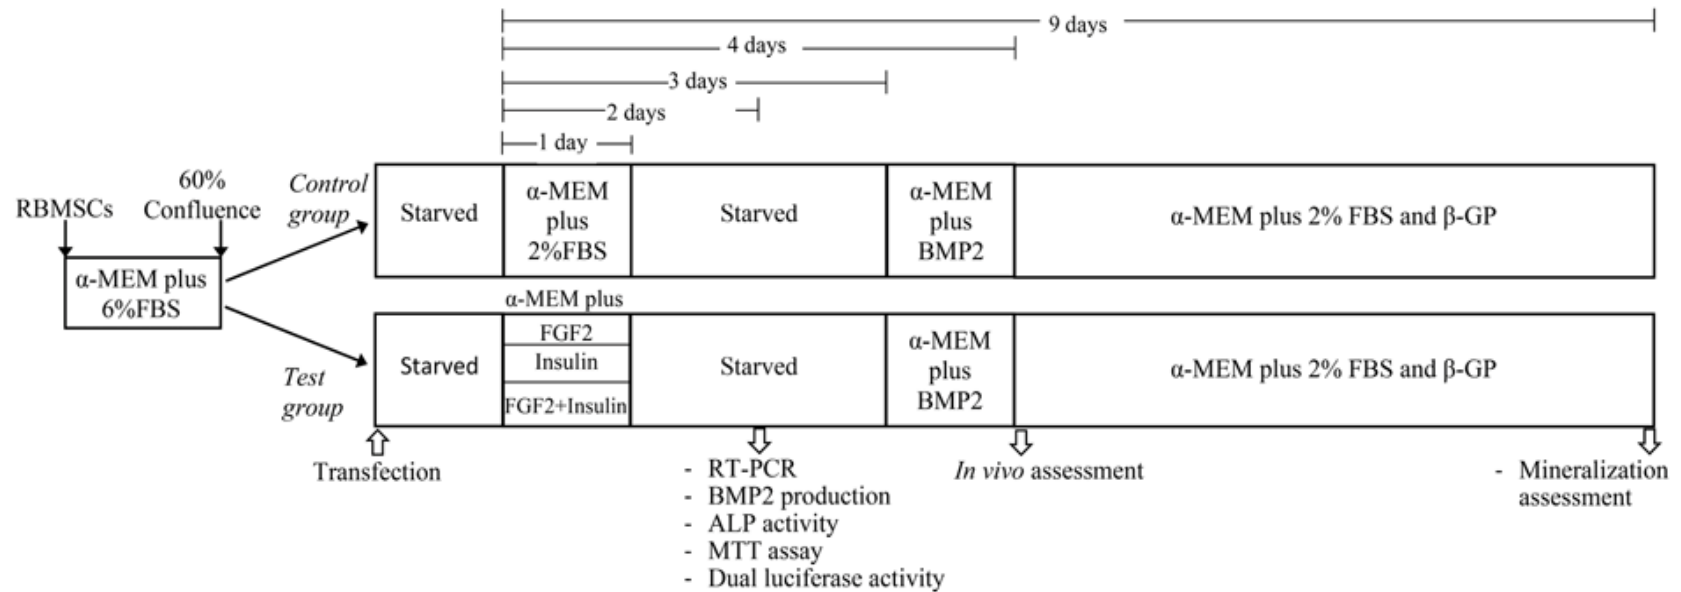 9 days
4 days
3 days
2 days
1 day
RBMSCs
60%
Confluence
α-MEM plus
6%FBS
Control
group
Starved
α-MEM
plus
2%FBS
Starved
α-MEM
plus
BMP2
α-MEM plus 2% FBS and β-GP
Test
group
Starved
α-MEM plus
FGF2
Insulin
FGF2+Insulin
Starved
α-MEM
plus
BMP2
α-MEM plus 2% FBS and β-GP
Transfection
- RT-PCR
- BMP2 production
- ALP activity
- MTT assay
- Dual luciferase activity
In vivo assessment
- Mineralization
assessment